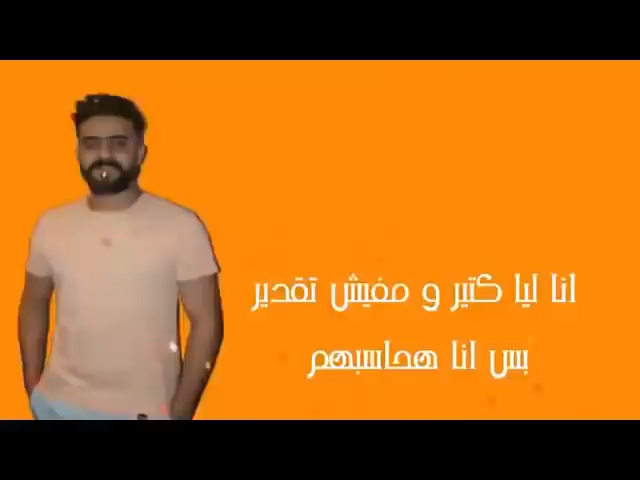 انا ليا كتير و مفيش تقدير
بس انا هحاسبهم